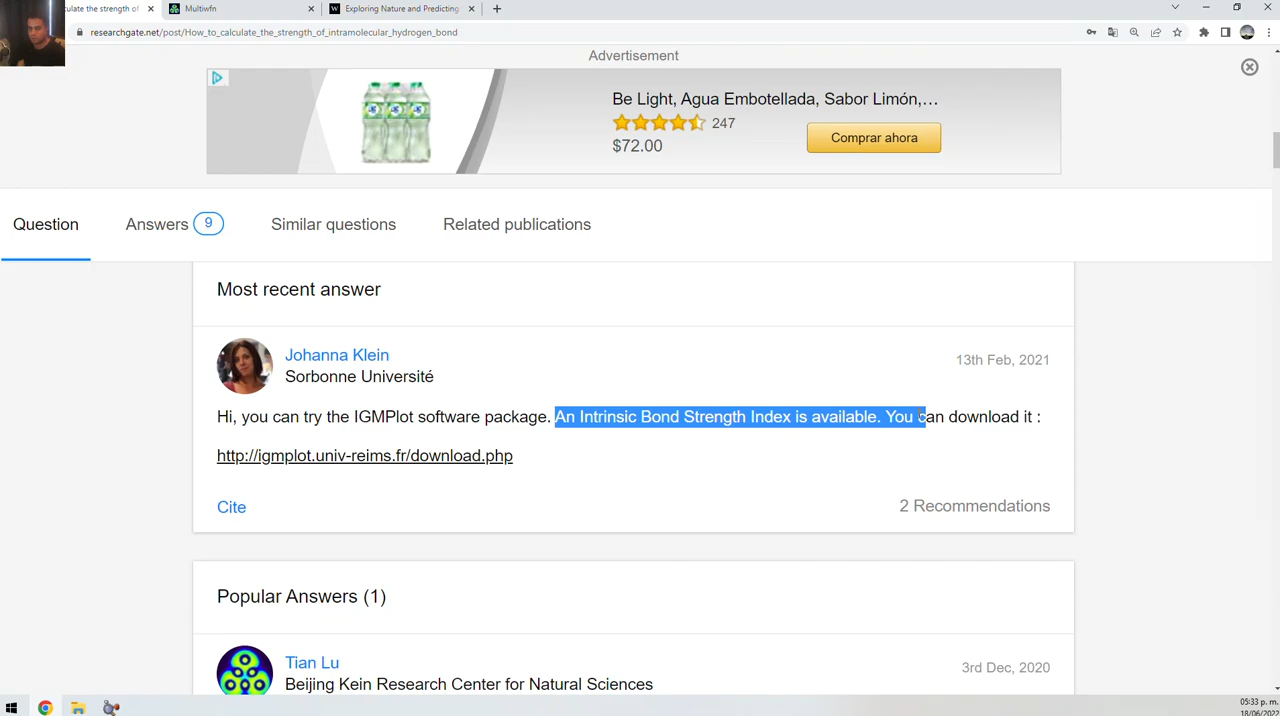 culate the strength of
Multiwfn
Exploring Nature and Predicting
researchgate.net/post/How_to_calculate_the_strength_of_intramolecular_hydrogen_bond
Advertisement
Be Light, Agua Embotellada, Sabor Limón,…
247
$72.00
Comprar ahora
Question
Answers 9
Similar questions
Related publications
Most recent answer
Johanna Klein
13th Feb, 2021
Sorbonne Université
Hi, you can try the IGMPlot software package. An Intrinsic Bond Strength Index is available. You can download it :
http://igmplot.univ-reims.fr/download.php
Cite
2 Recommendations
Popular Answers (1)
Tian Lu
3rd Dec, 2020
Beijing Kein Research Center for Natural Sciences
05:33 p. m.
18/06/2022